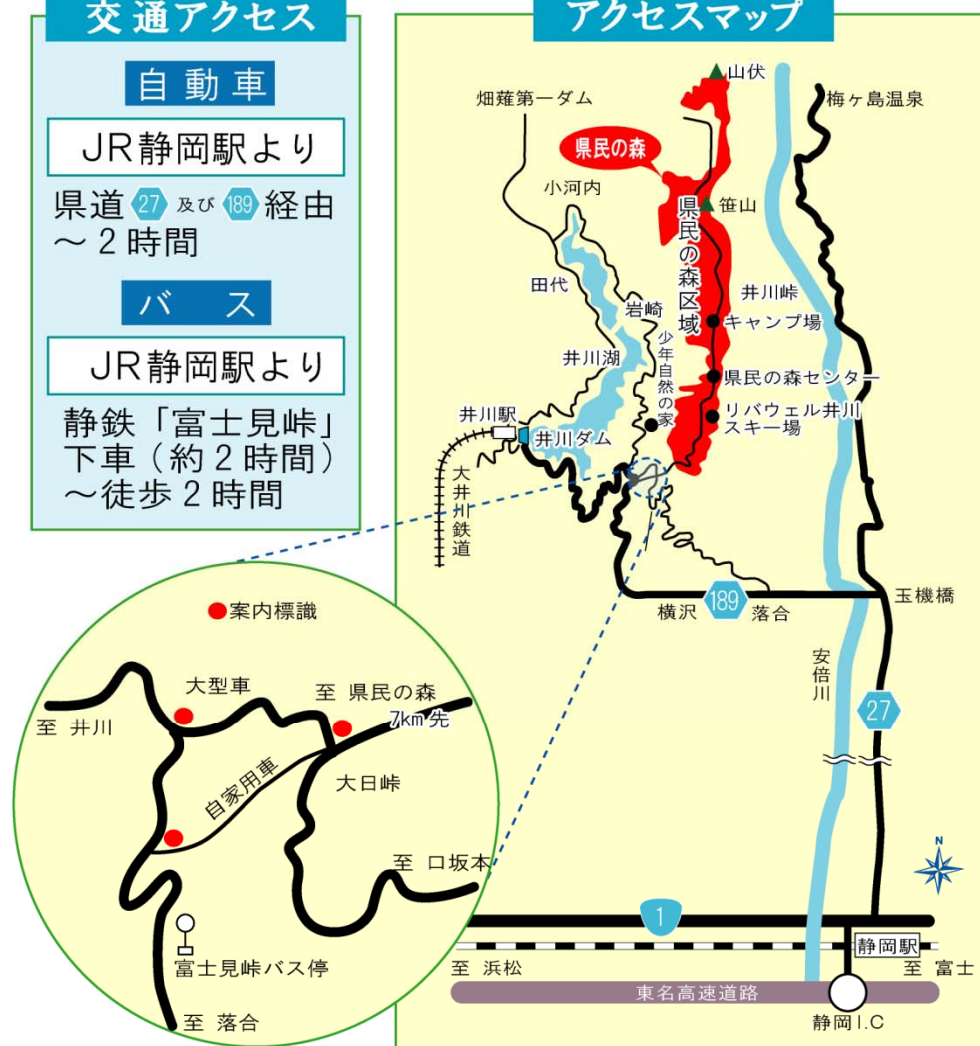 交通アクセス
自動車
JR静岡駅より
県道 27 及び 189 経由
～2時間
バス
JR静岡駅より
静鉄「富士見峠」
下車（約2時間）
～徒歩2時間
アクセスマップ
山伏
畑薙第一ダム
梅ヶ島温泉
県民の森
小河内
笹山
県民の森区域
田代
岩崎
井川峠
キャンプ場
少年自然の家
井川湖
県民の森センター
リバウェル井川
スキー場
井川駅
井川ダム
大井川鉄道
横沢
189
落合
玉機橋
安倍川
27
N
1
静岡駅
至 浜松
至 富士
東名高速道路
静岡I.C
案内標識
大型車
至 県民の森
7km先
至 井川
自家用車
大日峠
至 口坂本
富士見峠バス停
至 落合